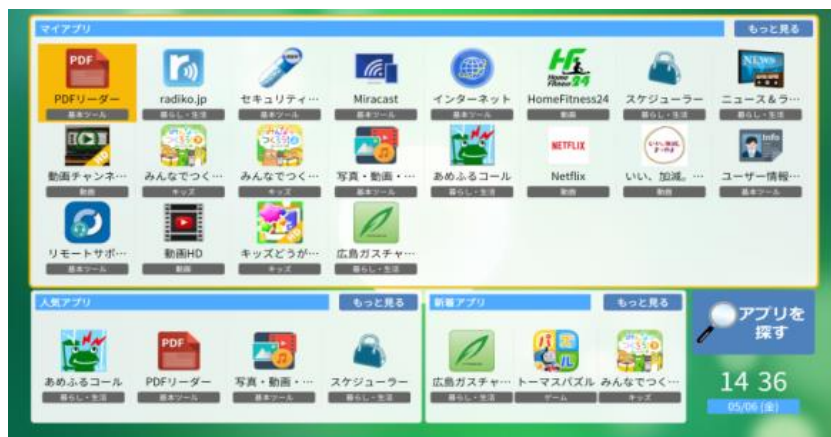 マイアプリ
もっと見る
PDF
PDFリーダー
基本ツール
radiko.jp
暮らし・生活
セキュリティ…
基本ツール
Miracast
基本ツール
インターネット
基本ツール
Home
Fitness 24
HomeFitness24
動画
スケジューラー
暮らし・生活
NEWS
ニュース&ラ…
暮らし・生活
HD
動画チャンネ…
動画
みんなでつく…
キッズ
みんなでつく…
キッズ
写真・動画・…
基本ツール
あめふるコール
暮らし・生活
NETFLIX
Netflix
動画
いい、加減。…
動画
Info
ユーザー情報…
基本ツール
リモートサポ…
基本ツール
動画HD
動画
キッズどうが…
キッズ
広島ガスチャ…
暮らし・生活
人気アプリ
もっと見る
あめふるコール
暮らし・生活
PDF
PDFリーダー
基本ツール
写真・動画・…
基本ツール
スケジューラー
暮らし・生活
新着アプリ
もっと見る
広島ガスチャ…
暮らし・生活
パズル
トーマスパズル
ゲーム
みんなでつく…
キッズ
アプリを
探す
14 36
05/06 (金)